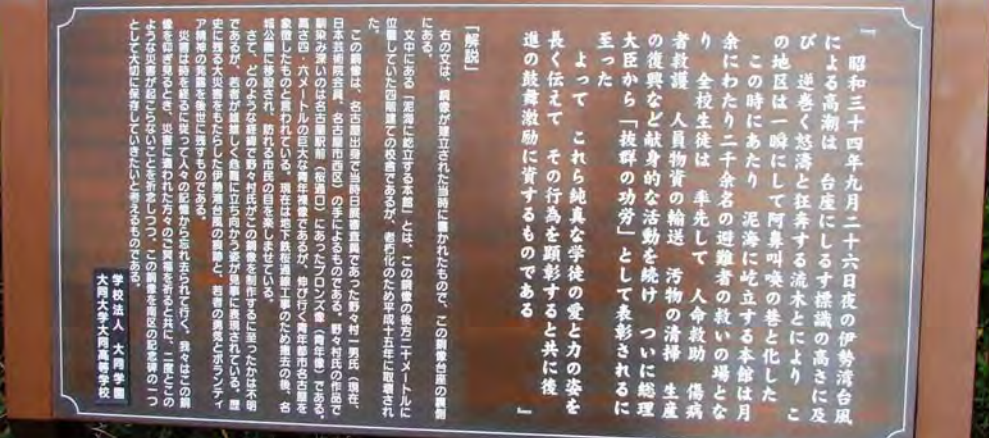 『 昭和三十四年九月二十六日夜の伊勢湾台風
による高潮は 台座にしるす標識の高さに及
び 逆巻く怒濤と狂奔する流木とにより こ
の地区は一瞬にして阿鼻叫喚の巷と化した
この時にあたり 泥海に屹立する本館は月
余にわたり二千余名の避難者の救いの場とな
り 全校生徒は 率先して 人命救助 傷病
者救護 人員物資の輸送 汚物の清掃 生産
の復興など献身的な活動を続け ついに総理
大臣から「抜群の功労」として表彰されるに
至った
よって これら純真な学徒の愛と力の姿を
長く伝えて その行為を顕彰すると共に後
進の鼓舞激励に資するものである 』
『解説』
右の文は、銅像が建立された当時に書かれたもので、この銅像台座の裏側
にある。
文中にある「泥海に屹立する本館」とは、この銅像の後方二十メートルに
位置していた四階建ての校舎であるが、老朽化のため平成十五年に取壊され
た。
この銅像は、名古屋出身で当時日展審査員であった野々村一男氏(現在、
日本芸術院会員、名古屋市西区)の手によるものである。野々村氏の作品で
馴染み深いのは名古屋駅前(桜通口)にあったブロンズ像(青年像)である。
高さ四・六メートルの巨大な青年裸像であるが、伸び行く青年都市名古屋を
象徴したものと言われている。現在は地下鉄桜通線工事のため撤去の後、名
城公園に移設され、訪れる市民の目を楽しませている。
さて、どのような経緯で野々村氏がこの銅像を制作するに至ったかは不明
であるが、若者が雄雄しく危難に立ち向かう姿が見事に表現されている。歴
史に残る大災害をもたらした伊勢湾台風の痕跡と、若者の勇気とボランティ
ア精神の発露を後世に残すものである。
災害は時を経るに従って人々の記憶から忘れ去られて行く。我々はこの銅
像を仰ぎ見るとき、災害に遭われた方々のご冥福を祈ると共に、二度とこの
ような災害が起こらないことを祈念しつつ、この銅像を南区の記念碑の一つ
として大切に保存していきたいと考えるものである。
学校法人 大同学園
大同大学大同高等学校